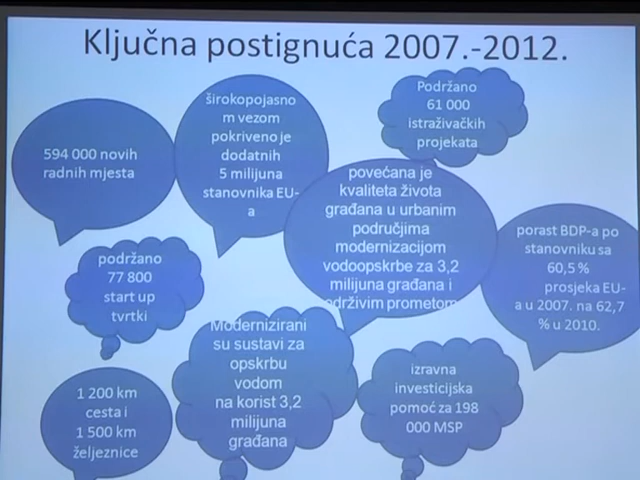 Ključna postignuća 2007.-2012.
594 000 novih
radnih mjesta
širokopojasno
m vezom
pokriveno je
dodatnih
5 milijuna
stanovnika EU-
a
Podržano
61 000
istraživačkih
projekata
povećana je
kvaliteta života
građana u urbanim
područjima
modernizacijom
vodoopskrbe za 3,2
milijuna građana i
održivim prometom
porast BDP-a po
stanovniku sa
60,5 %
prosjeka EU-
a u 2007. na 62,7
% u 2010.
podržano
77 800
start up
tvrtki
Modernizirani
su sustavi za
opskrbu
vodom
na korist 3,2
milijuna
građana
izravna
investicijska
pomoć za 198
000 MSP
1 200 km
cesta i
1 500 km
željeznice